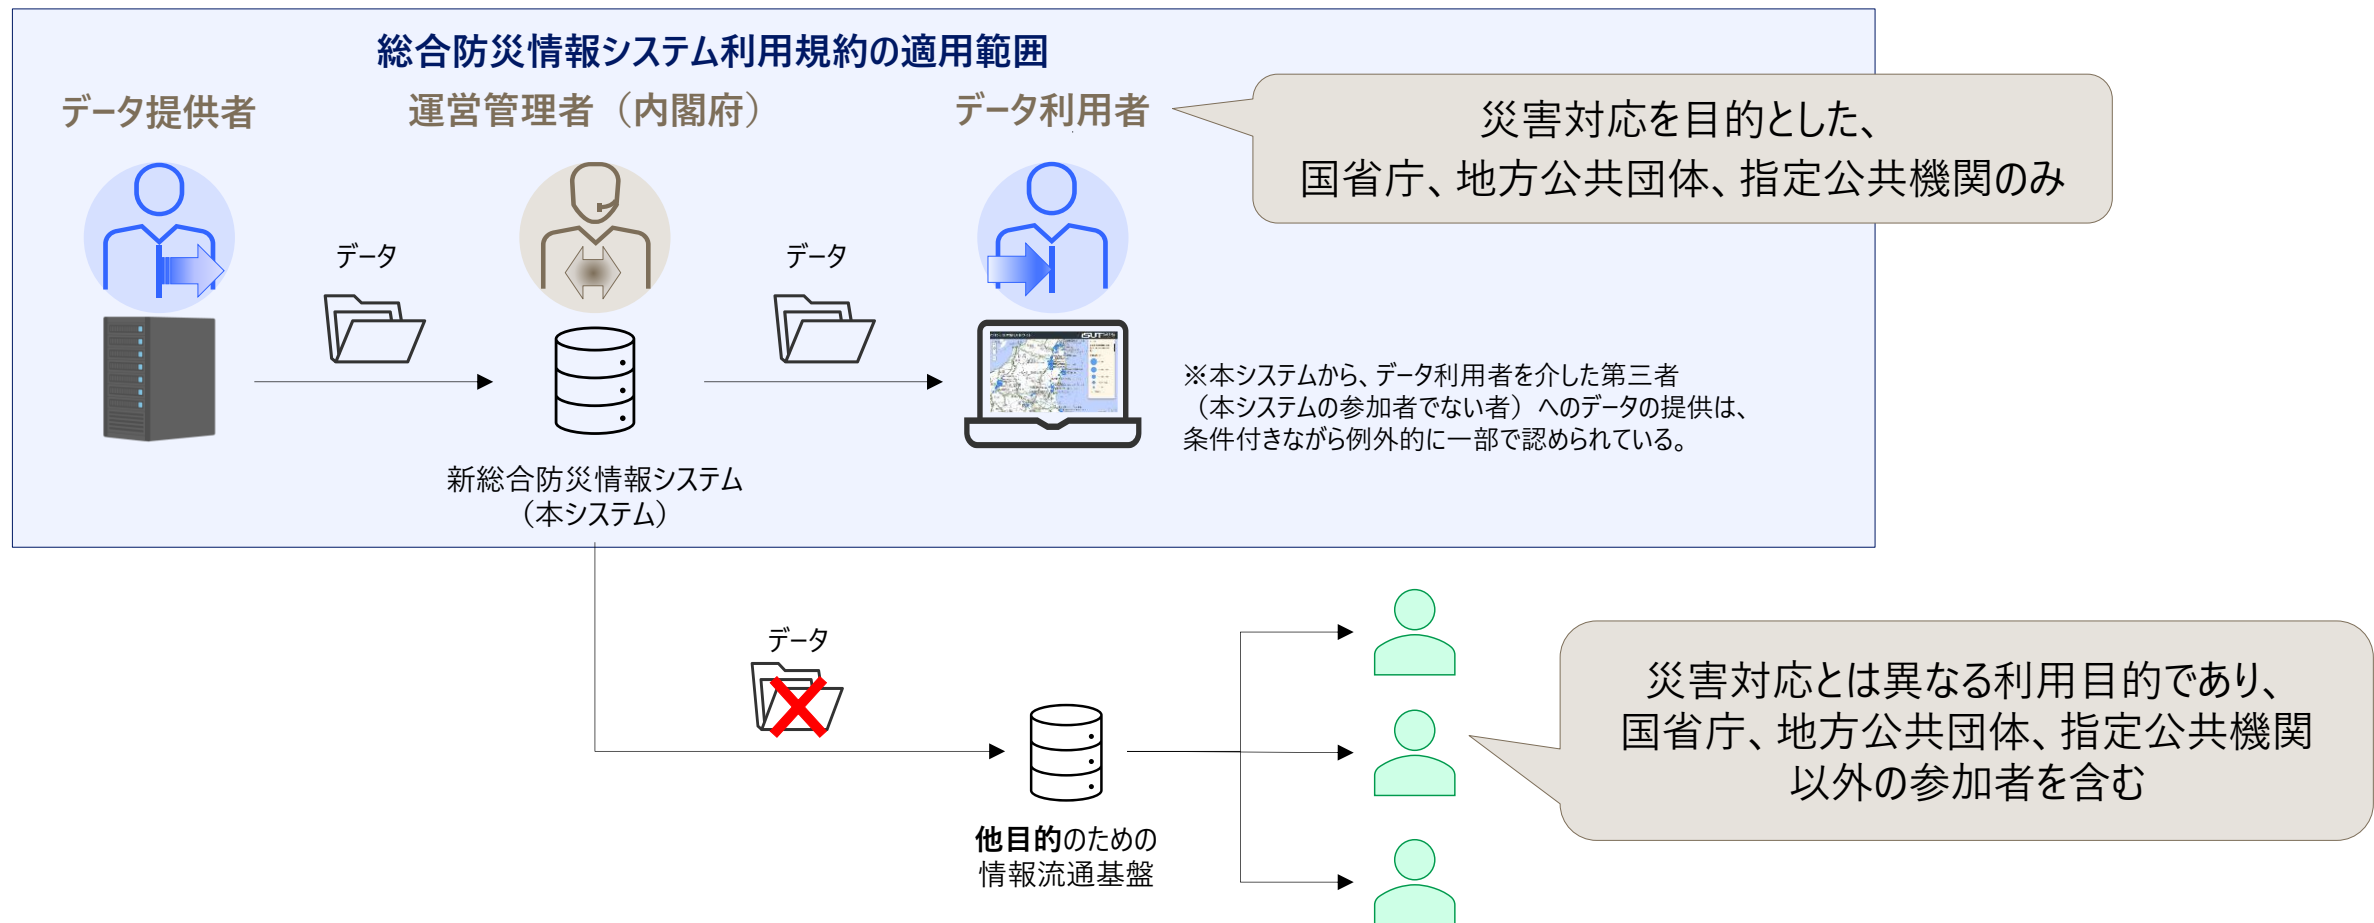 総合防災情報システム利用規約の適用範囲
データ提供者
運営管理者（内閣府）
データ利用者
災害対応を目的とした、
国省庁、地方公共団体、指定公共機関のみ
データ
データ
※本システムから、データ利用者を介した第三者
（本システムの参加者でない者）へのデータの提供は、
条件付きながら例外的に一部で認められている。
新総合防災情報システム
（本システム）
データ
災害対応とは異なる利用目的であり、
国省庁、地方公共団体、指定公共機関
以外の参加者を含む
他目的のための
情報流通基盤